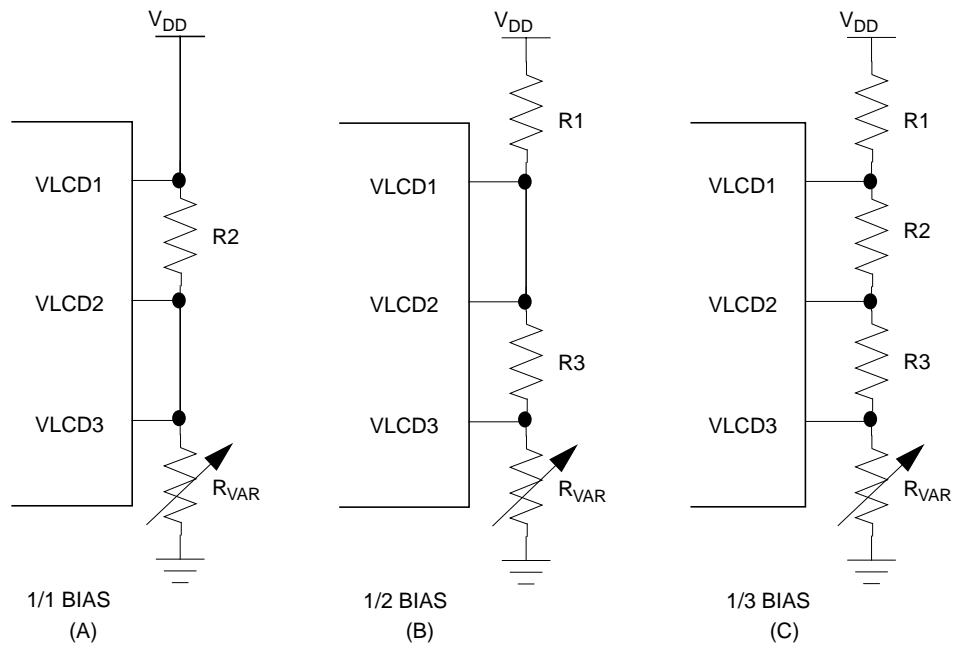 VDD
VLCD1
R2
VLCD2
VLCD3
RVAR
1/1 BIAS
(A)
VDD
R1
VLCD1
VLCD2
R3
VLCD3
RVAR
1/2 BIAS
(B)
VDD
R1
VLCD1
R2
VLCD2
R3
VLCD3
RVAR
1/3 BIAS
(C)